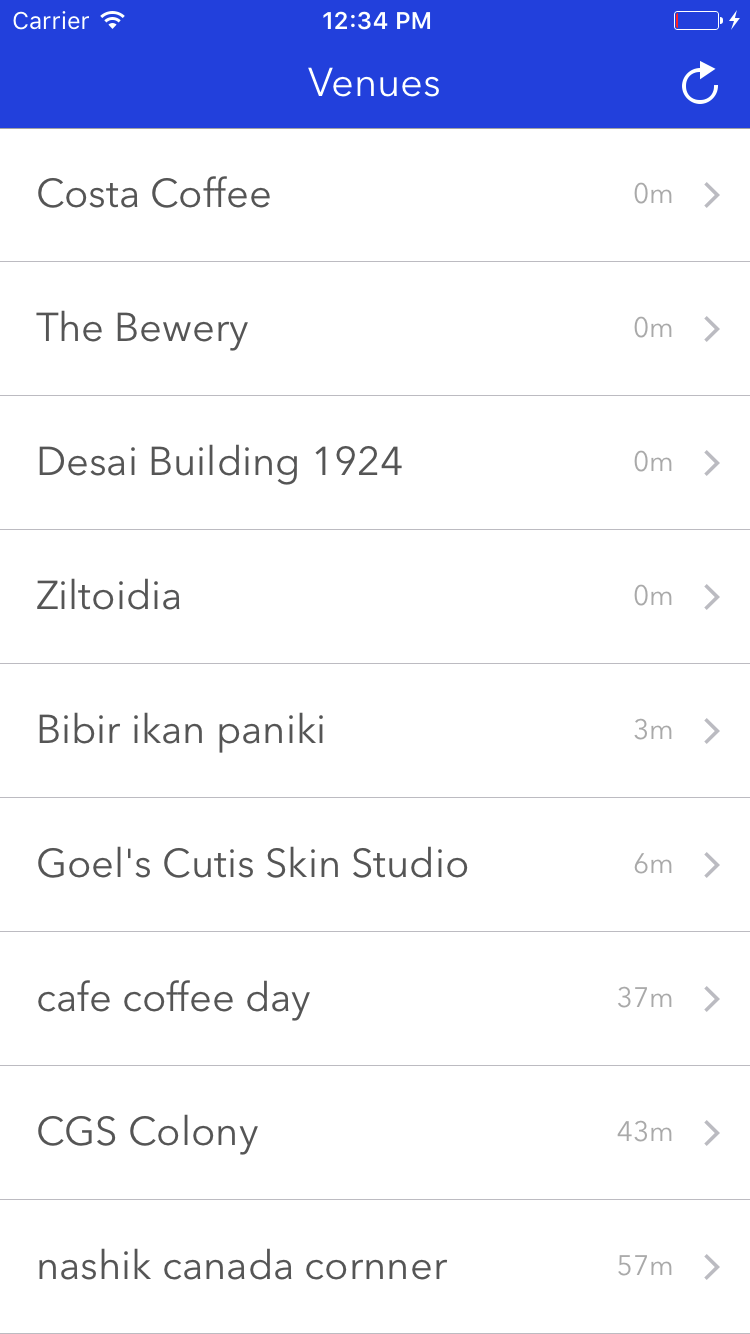 Carrier 12:34 PM
Venues
Costa Coffee 0m
The Bewery 0m
Desai Building 1924 0m
Ziltoidia 0m
Bibir ikan paniki 3m
Goel's Cutis Skin Studio 6m
cafe coffee day 37m
CGS Colony 43m
nashik canada cornner 57m